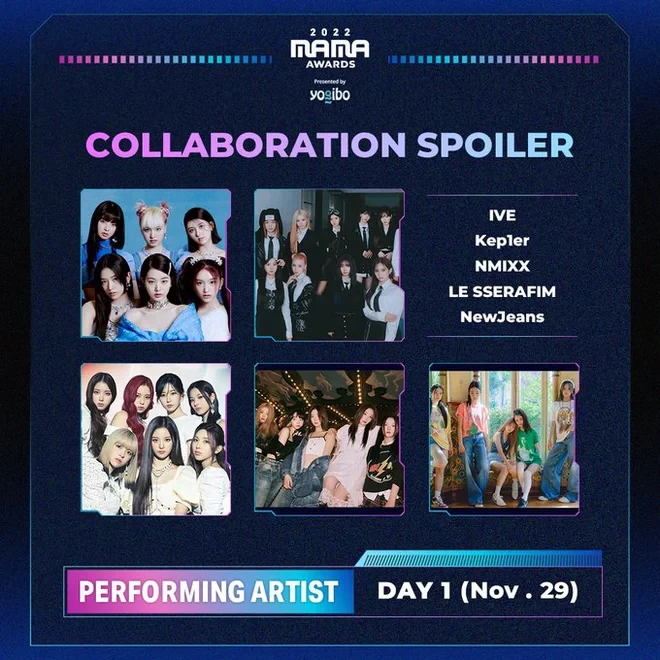 2022
MAMA
AWARDS
Presented by
yogibo
COLLABORATION SPOILER
IVE
Kep1er
NMIXX
LE SSERAFIM
NewJeans
PERFORMING ARTIST
DAY 1 (Nov . 29)